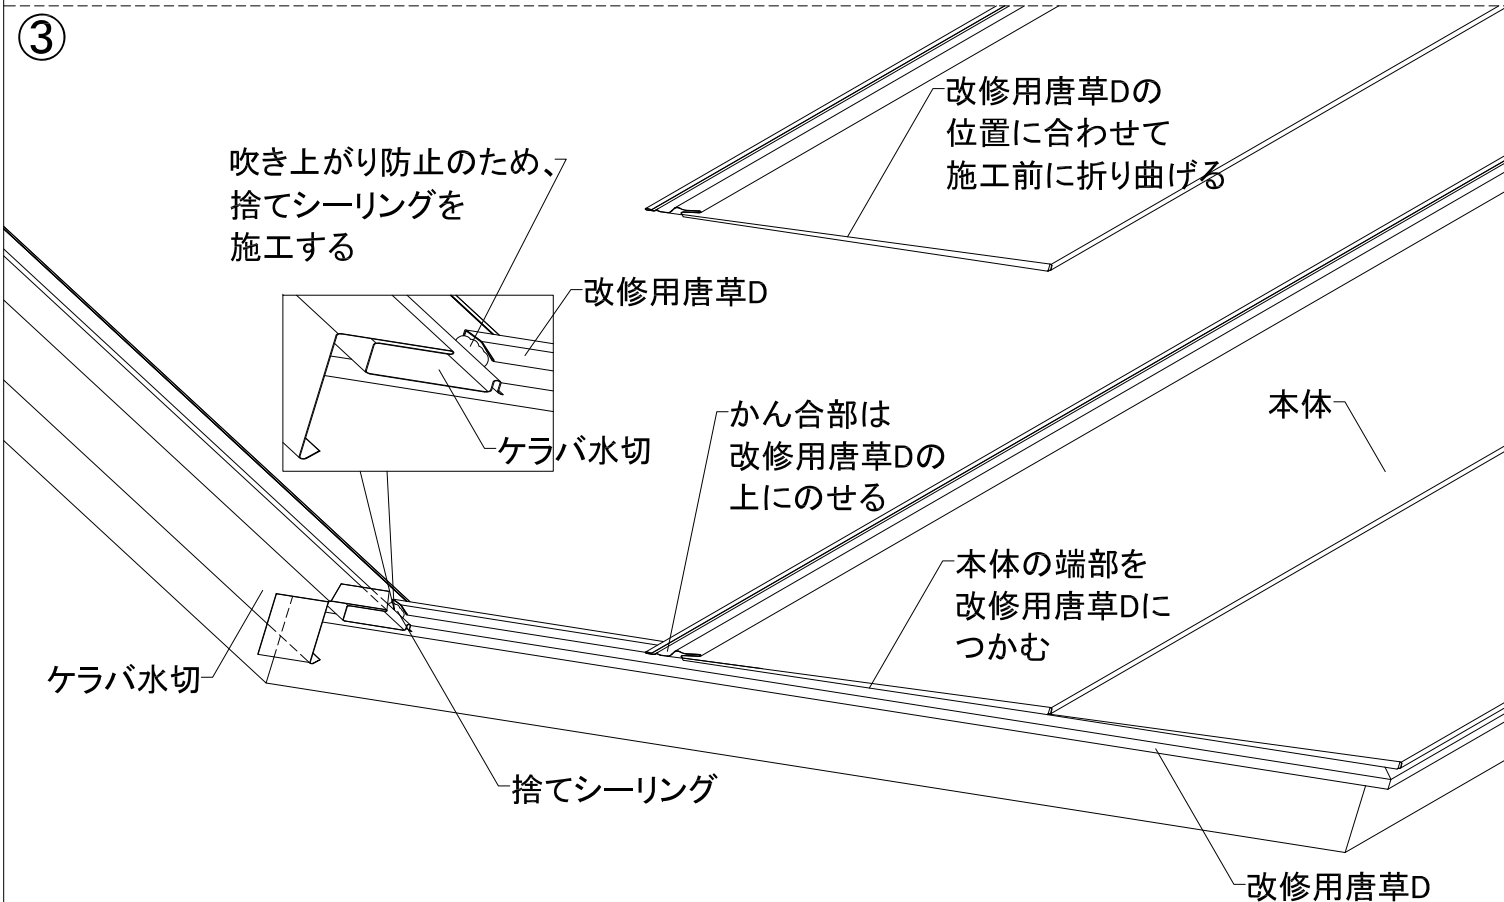 ③
改修用唐草Dの
位置に合わせて
施工前に折り曲げる
吹き上がり防止のため、
捨てシーリングを
施工する
改修用唐草D
ケラバ水切
かん合部は
改修用唐草Dの
上にのせる
本体
本体の端部を
改修用唐草Dに
つかむ
ケラバ水切
捨てシーリング
改修用唐草D